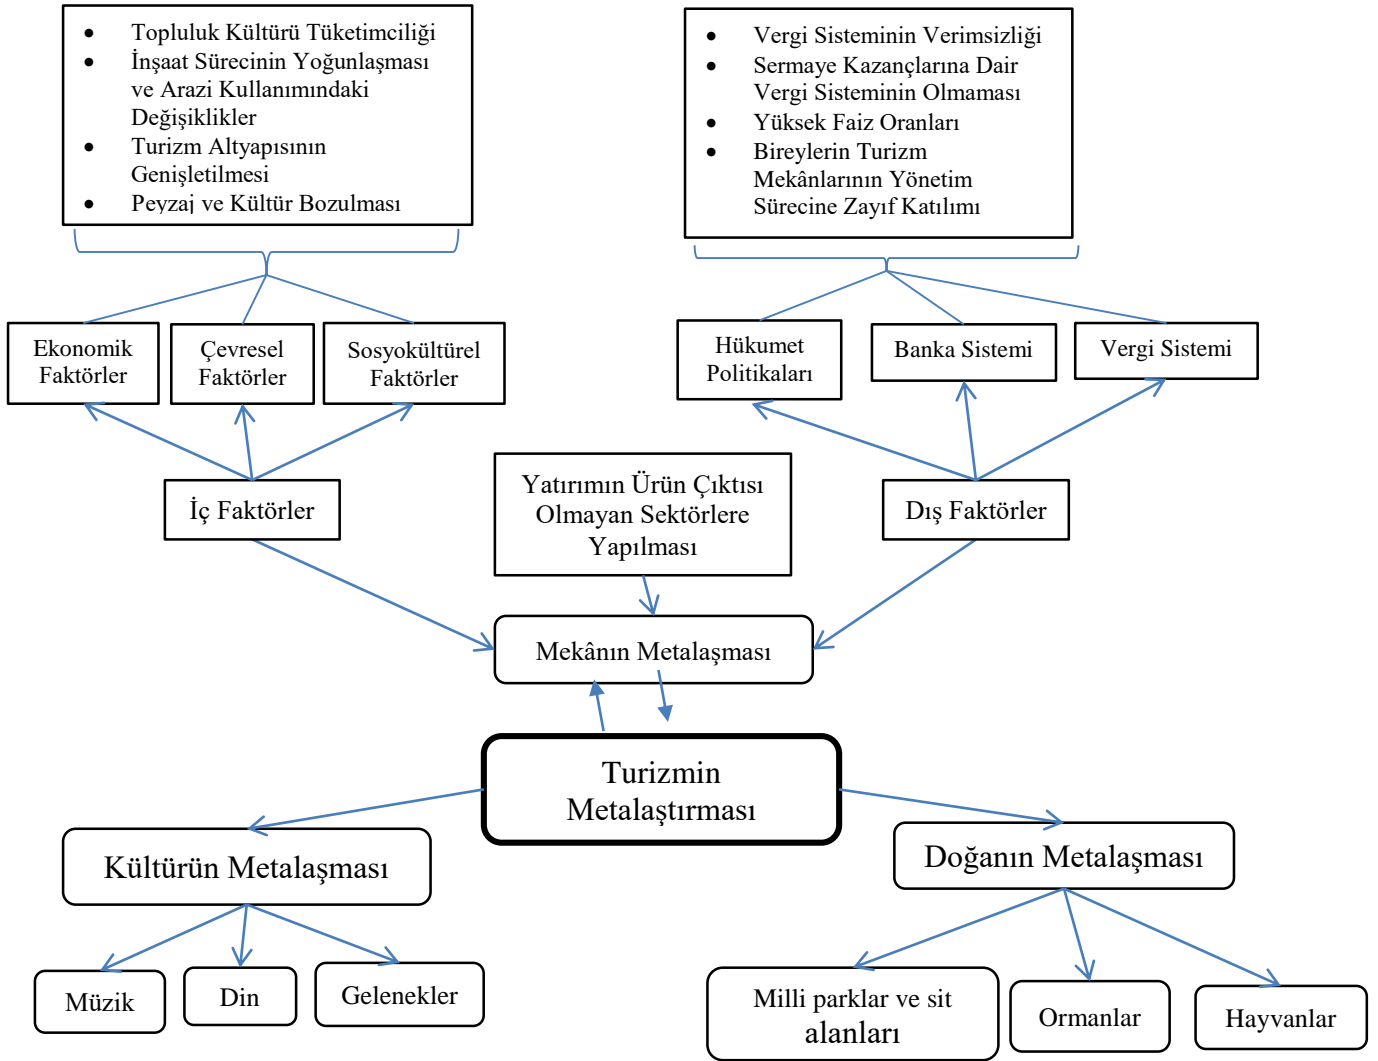 Topluluk Kültürü Tüketimciliği
İnşaat Sürecinin Yoğunlaşması
ve Arazi Kullanımındaki
Değişiklikler
Turizm Altyapısının
Genişletilmesi
Peyzaj ve Kültür Bozulması
Vergi Sisteminin Verimsizliği
Sermaye Kazançlarına Dair
Vergi Sisteminin Olmaması
Yüksek Faiz Oranları
Bireylerin Turizm
Mekânlarının Yönetim
Sürecine Zayıf Katılımı
Ekonomik
Faktörler
Çevresel
Faktörler
Sosyokültürel
Faktörler
Hükumet
Politikaları
Banka Sistemi
Vergi Sistemi
İç Faktörler
Yatırımın Ürün Çıktısı
Olmayan Sektörlere
Yapılması
Dış Faktörler
Mekânın Metalaşması
Turizmin
Metalaştırması
Kültürün Metalaşması
Doğanın Metalaşması
Müzik
Din
Gelenekler
Milli parklar ve sit
alanları
Ormanlar
Hayvanlar